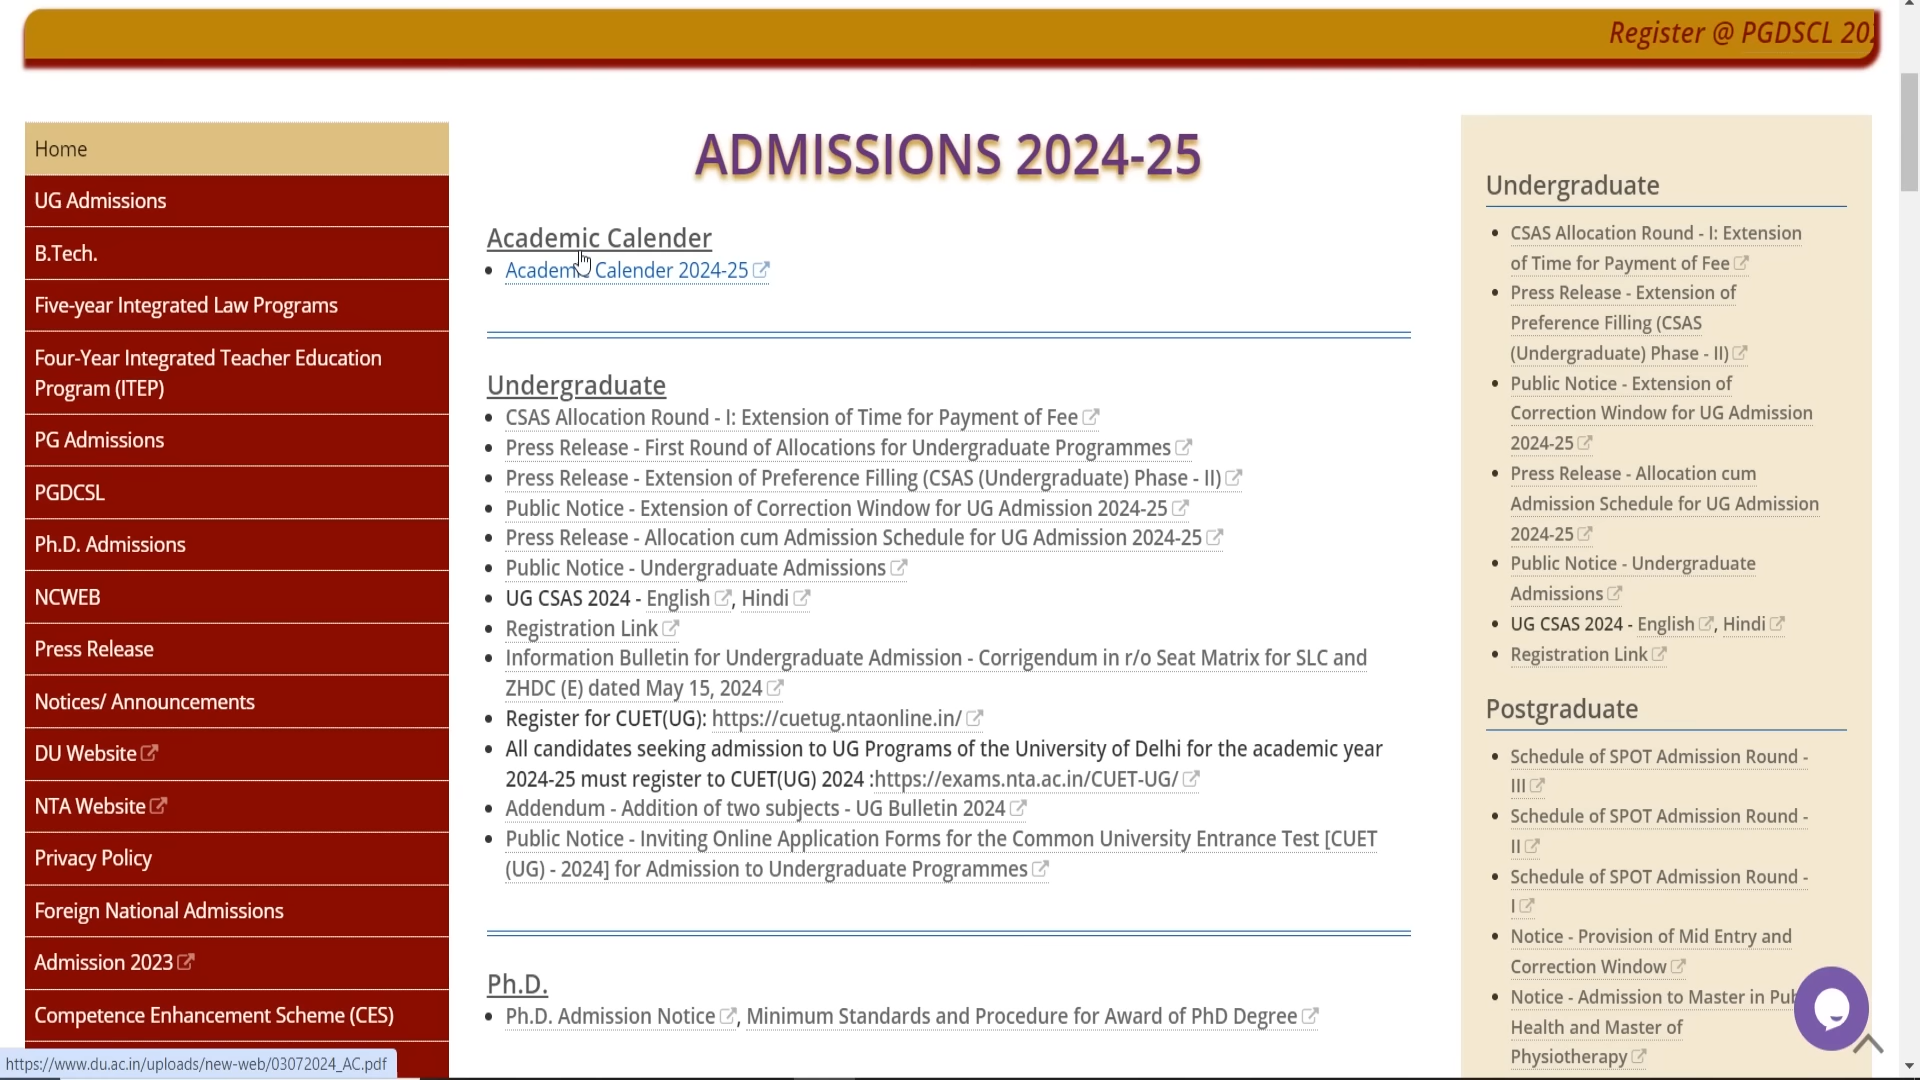 Register @ PGDSCL 202
Home
UG Admissions
B.Tech.
Five-year Integrated Law Programs
Four-Year Integrated Teacher Education
Program (ITEP)
PG Admissions
PGDCSL
Ph.D. Admissions
NCWEB
Press Release
Notices/ Announcements
DU Website
NTA Website
Privacy Policy
Foreign National Admissions
Admission 2023
Competence Enhancement Scheme (CES)
ADMISSIONS 2024-25
Academic Calender
Academic Calender 2024-25
Undergraduate
CSAS Allocation Round - I: Extension of Time for Payment of Fee
Press Release - First Round of Allocations for Undergraduate Programmes
Press Release - Extension of Preference Filling (CSAS (Undergraduate) Phase - II)
Public Notice - Extension of Correction Window for UG Admission 2024-25
Press Release - Allocation cum Admission Schedule for UG Admission 2024-25
Public Notice - Undergraduate Admissions
UG CSAS 2024 - English, Hindi
Registration Link
Information Bulletin for Undergraduate Admission - Corrigendum in r/o Seat Matrix for SLC and
ZHDC (E) dated May 15, 2024
Register for CUET(UG): https://cuetug.ntaonline.in/
All candidates seeking admission to UG Programs of the University of Delhi for the academic year
2024-25 must register to CUET(UG) 2024 :https://exams.nta.ac.in/CUET-UG/
Addendum - Addition of two subjects - UG Bulletin 2024
Public Notice - Inviting Online Application Forms for the Common University Entrance Test [CUET
(UG) - 2024] for Admission to Undergraduate Programmes
Ph.D.
Ph.D. Admission Notice, Minimum Standards and Procedure for Award of PhD Degree
Undergraduate
CSAS Allocation Round - I: Extension
of Time for Payment of Fee
Press Release - Extension of
Preference Filling (CSAS
(Undergraduate) Phase - II)
Public Notice - Extension of
Correction Window for UG Admission
2024-25
Press Release - Allocation cum
Admission Schedule for UG Admission
2024-25
Public Notice - Undergraduate
Admissions
UG CSAS 2024 - English, Hindi
Registration Link
Postgraduate
Schedule of SPOT Admission Round -
III
Schedule of SPOT Admission Round -
II
Schedule of SPOT Admission Round -
I
Notice - Provision of Mid Entry and
Correction Window
Notice - Admission to Master in Pub
Health and Master of
Physiotherapy
https://www.du.ac.in/uploads/new-web/03072024_AC.pdf